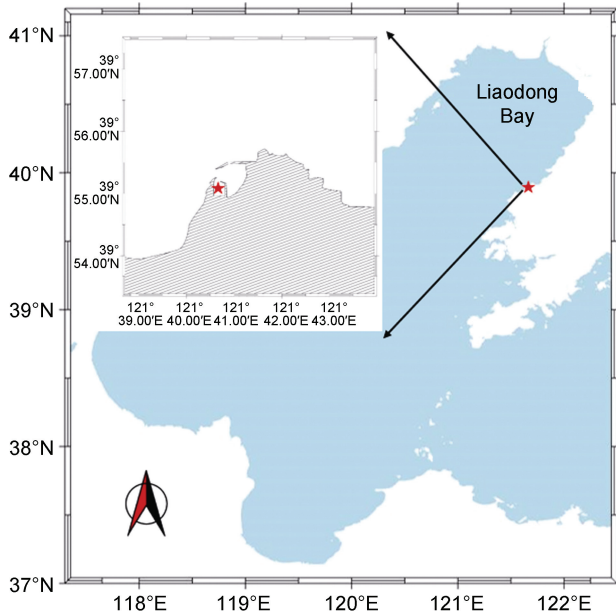 41°N
40°N
39°N
38°N
37°N
118°E
119°E
120°E
121°E
122°E
Liaodong
Bay
39°
57.00′N
39°
56.00′N
39°
55.00′N
39°
54.00′N
121° 121° 121° 121° 121°
39.00′E 40.00′E 41.00′E 42.00′E 43.00′E